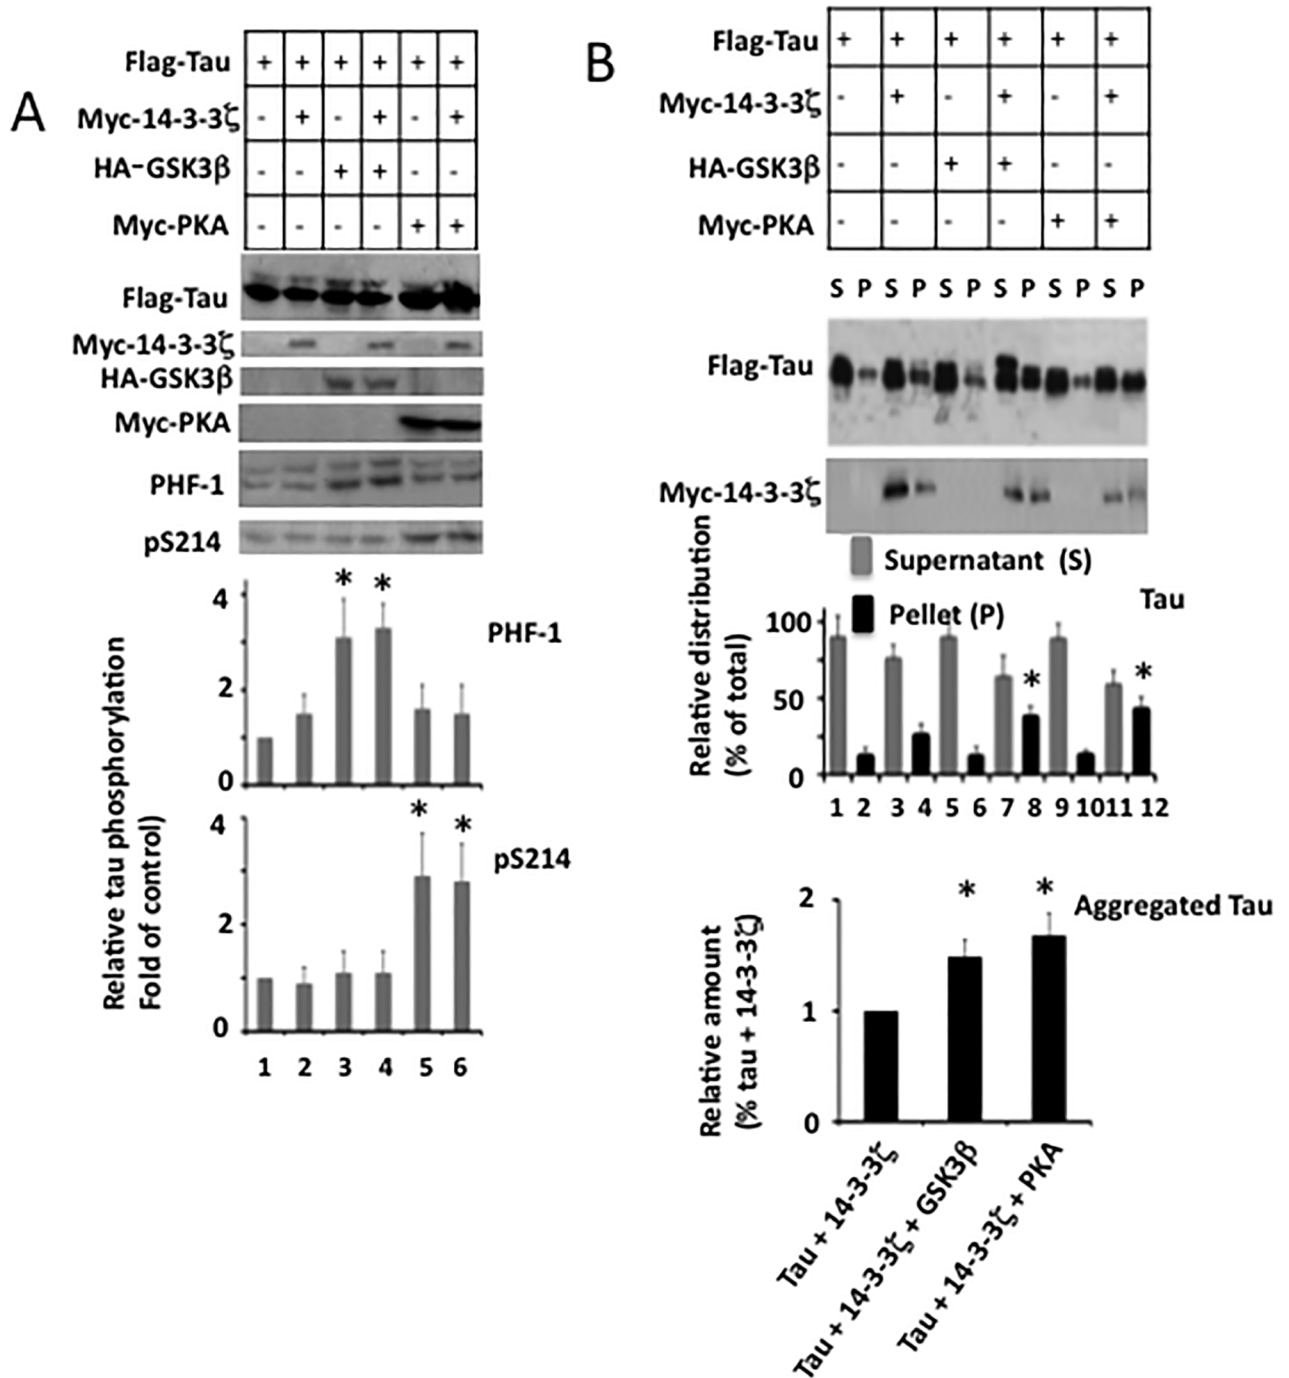 A
Flag-Tau + + + + + +
Myc-14-3-3ζ - + - + - +
HA-GSK3β - - + + - -
Myc-PKA - - - - + +
Flag-Tau
Myc-14-3-3ζ
HA-GSK3β
Myc-PKA
PHF-1
pS214
Relative tau phosphorylation
Fold of control)
4
2
0
* *
PHF-1
4
2
0
* *
pS214
1 2 3 4 5 6
B
Flag-Tau + + + + + +
Myc-14-3-3ζ - + - + - +
HA-GSK3β - - + + - -
Myc-PKA - - - - + +
S P S P S P S P S P S P
Flag-Tau
Myc-14-3-3ζ
Supernatant (S)
Pellet (P)
Tau
Relative distribution
(% of total)
100
50
0
* *
1 2 3 4 5 6 7 8 9 10 11 12
Relative amount
(% tau + 14-3-3ζ)
2
1
0
* *
Aggregated Tau
Tau + 14-3-3ζ
Tau + 14-3-3ζ + GSK3β
Tau + 14-3-3ζ + PKA